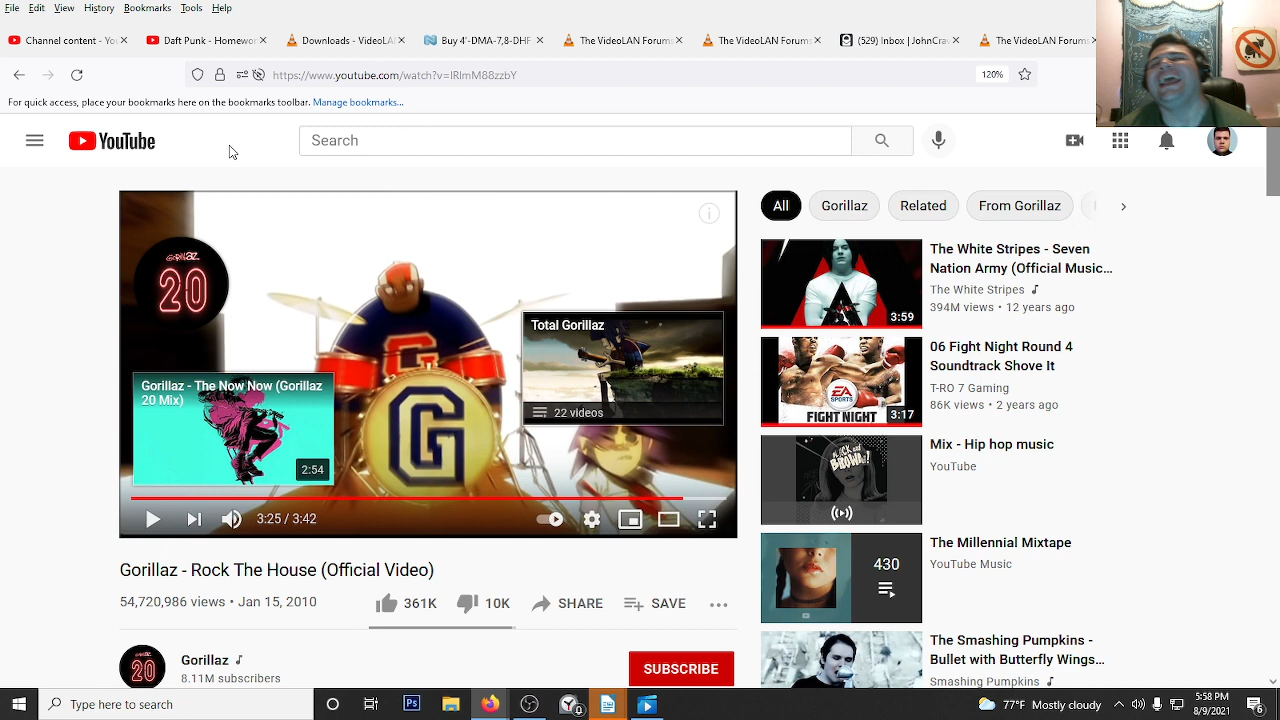 File Edit View History Bookmarks Tools Help
Channel content - Yo
Daft Punk - Homewor
Downloads - VideoLA
Buy 4'-DMA-7,8-DHF
The VideoLAN Forums
The VideoLAN Forum
(529) Inbox | JohnCra
The VideoLAN Forum
https://www.youtube.com/watch?v=IRlmM88zzbY
120%
For quick access, place your bookmarks here on the bookmarks toolbar. Manage bookmarks...
YouTube
Search
GORILLAZ
20
Gorillaz - The Now Now (Gorillaz
20 Mix)
2:54
G
G
Total Gorillaz
22 videos
3:25 / 3:42
Gorillaz - Rock The House (Official Video)
54,720,986 views • Jan 15, 2010
361K
10K
SHARE
SAVE
20
Gorillaz
8.11M subscribers
SUBSCRIBE
All
Gorillaz
Related
From Gorillaz
The White Stripes - Seven
Nation Army (Official Music...
The White Stripes
394M views • 12 years ago
3:59
06 Fight Night Round 4
Soundtrack Shove It
T-RO 7 Gaming
86K views • 2 years ago
EA
SPORTS
FIGHT NIGHT
3:17
Mix - Hip hop music
YouTube
The Millennial Mixtape
YouTube Music
430
The Smashing Pumpkins -
Bullet with Butterfly Wings...
Smashing Pumpkins
Type here to search
Ps
77°F Mostly cloudy
5:58 PM
8/9/2021
6